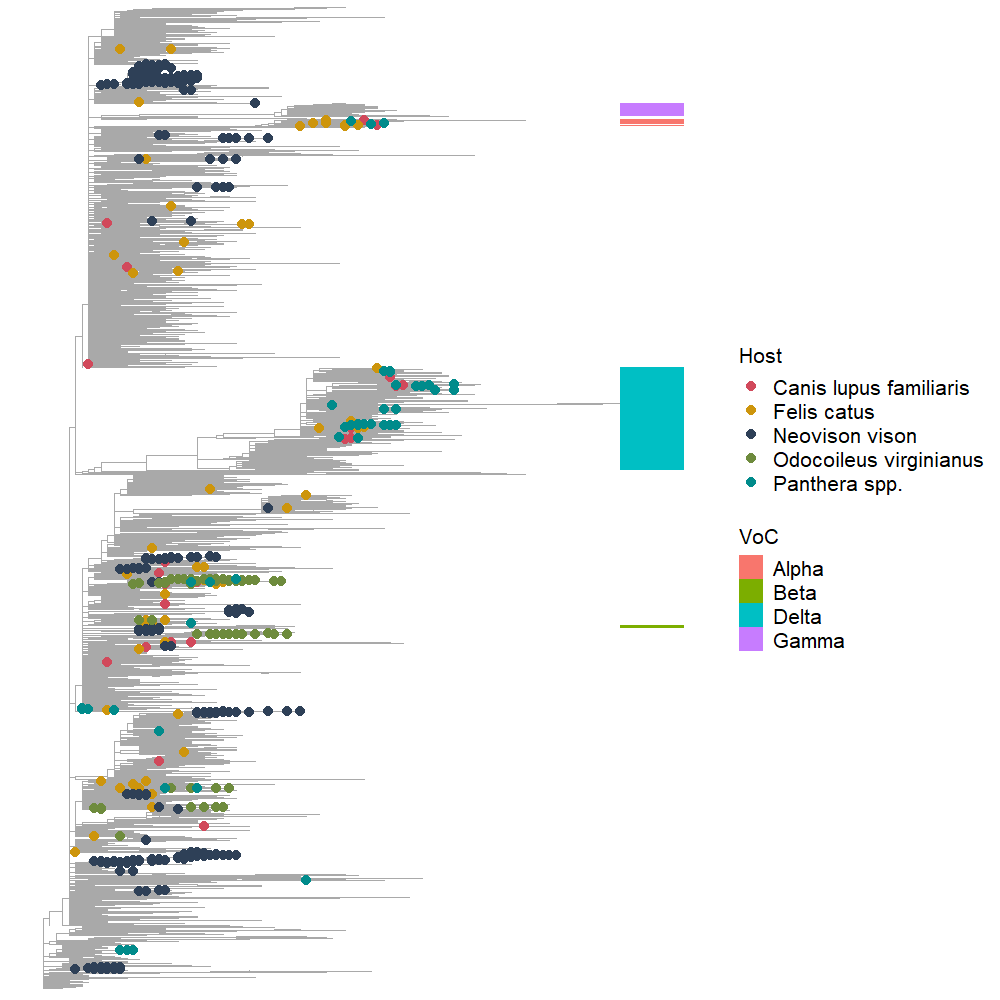 Host
Canis lupus familiaris
Felis catus
Neovison vison
Odocoileus virginianus
Panthera spp.
VoC
Alpha
Beta
Delta
Gamma